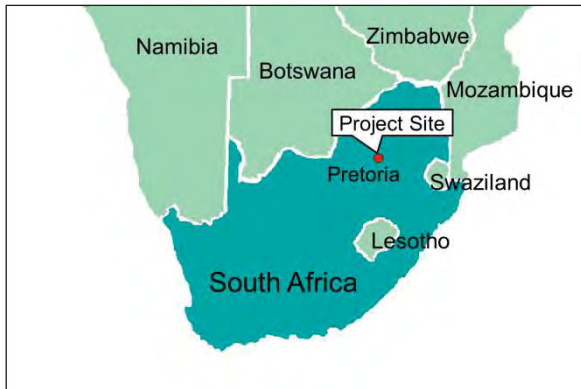 Zimbabwe
Namibia
Botswana
Mozambique
Project Site
Pretoria
Swaziland
Lesotho
South Africa